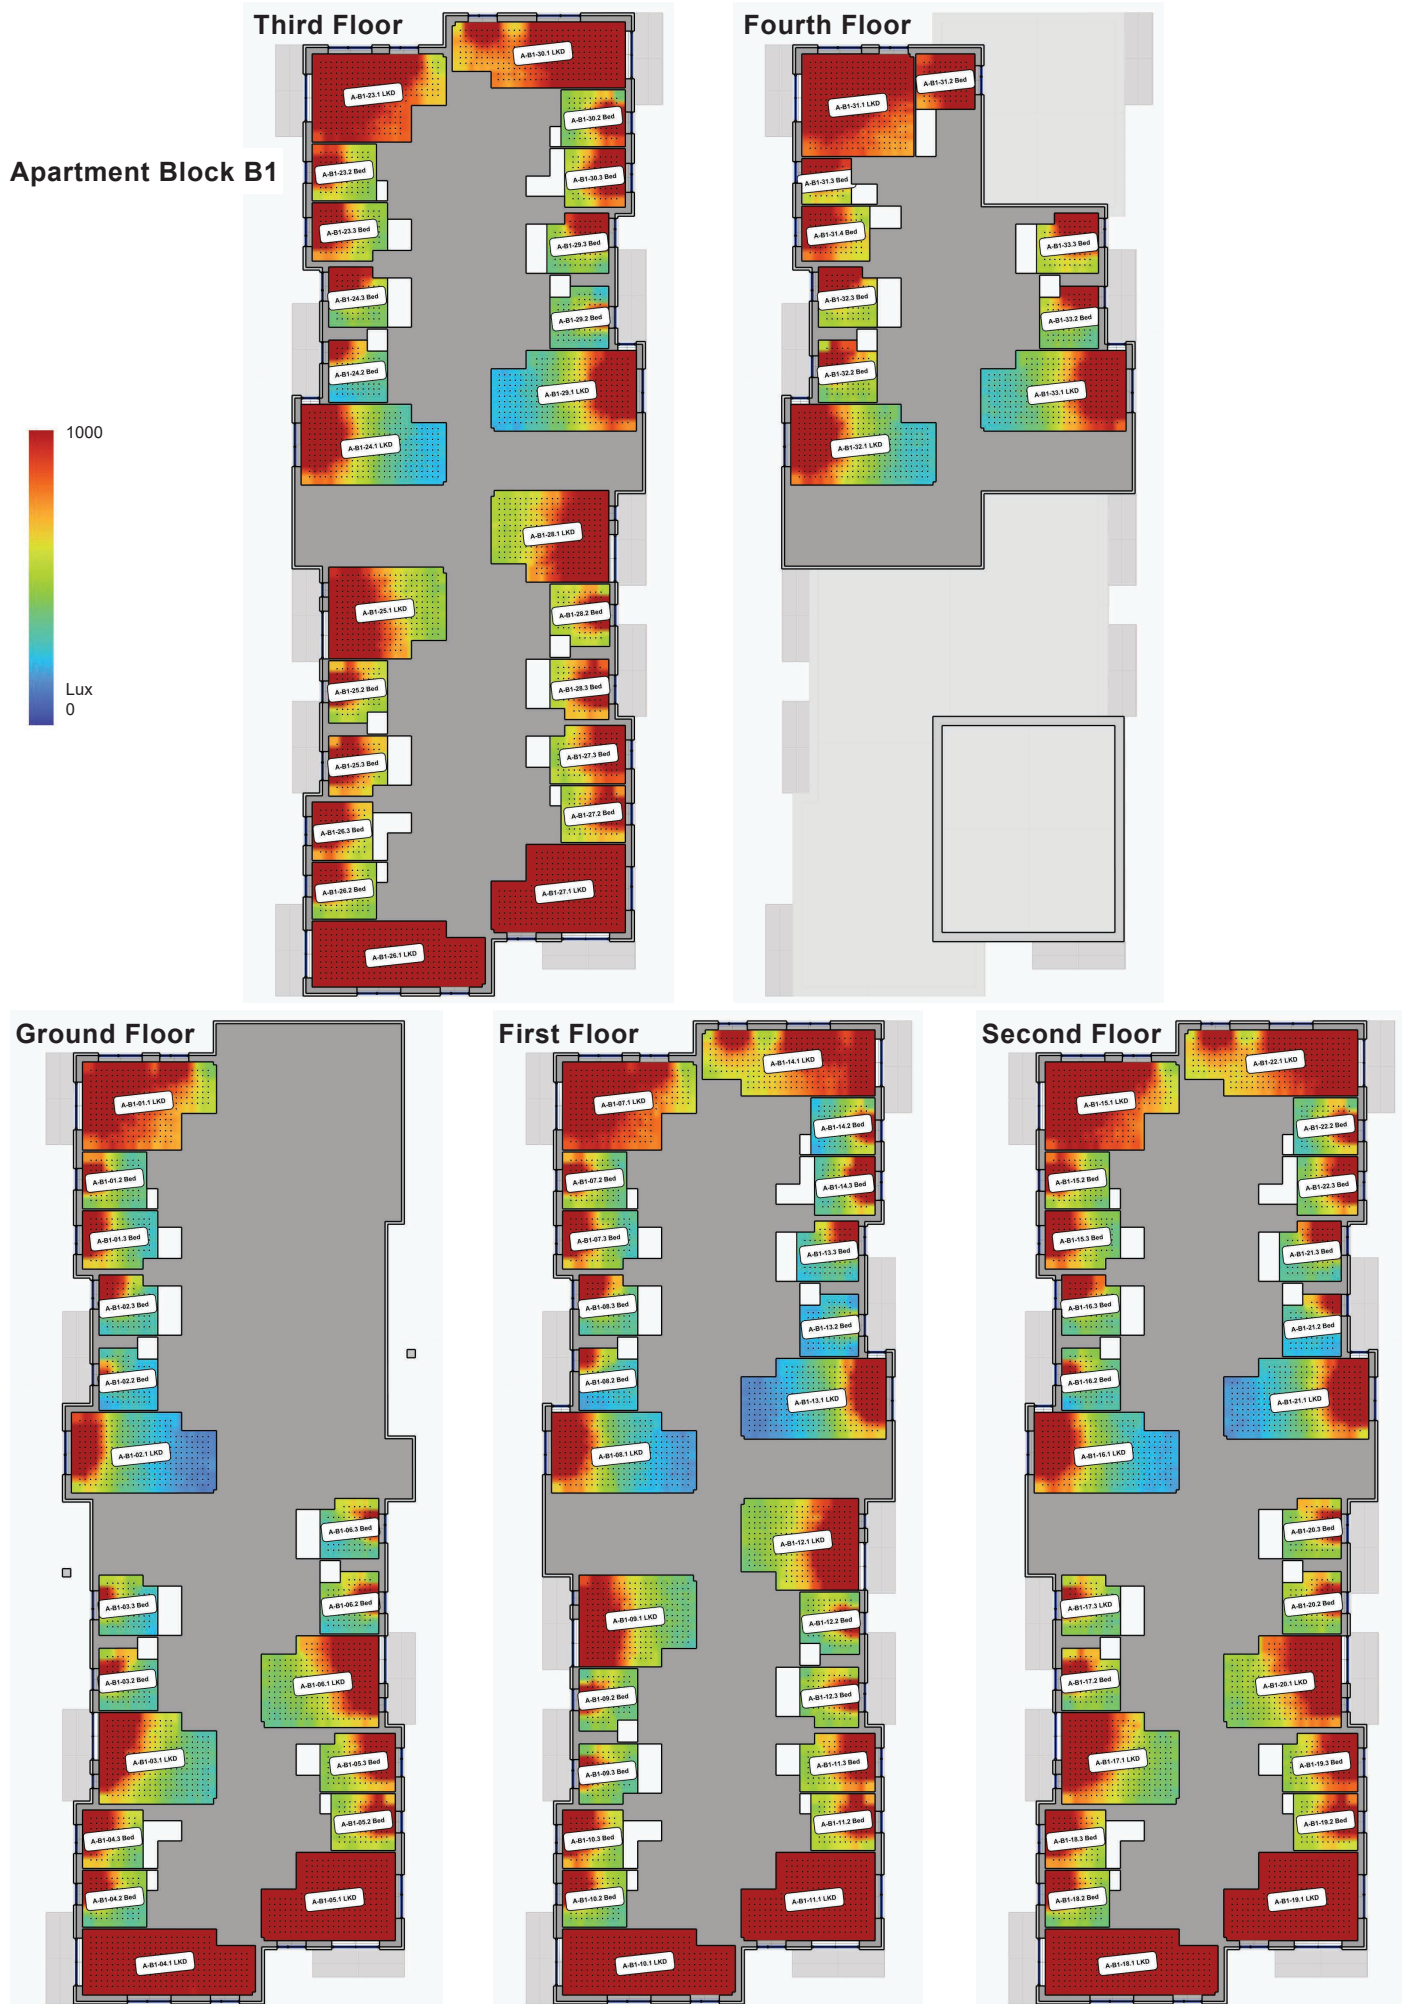 Third Floor
Fourth Floor
Apartment Block B1
1000
Lux
0
A-B1-23.1 LKD
A-B1-30.1 LKD
A-B1-30.2 Bed
A-B1-23.2 Bed
A-B1-30.3 Bed
A-B1-23.3 Bed
A-B1-29.3 Bed
A-B1-24.3 Bed
A-B1-29.2 Bed
A-B1-24.2 Bed
A-B1-29.1 LKD
A-B1-24.1 LKD
A-B1-28.1 LKD
A-B1-25.1 LKD
A-B1-28.2 Bed
A-B1-25.2 Bed
A-B1-28.3 Bed
A-B1-25.3 Bed
A-B1-27.3 Bed
A-B1-26.3 Bed
A-B1-27.2 Bed
A-B1-26.2 Bed
A-B1-27.1 LKD
A-B1-26.1 LKD
A-B1-31.1 LKD
A-B1-31.2 Bed
A-B1-31.3 Bed
A-B1-31.4 Bed
A-B1-33.3 Bed
A-B1-32.3 Bed
A-B1-33.2 Bed
A-B1-32.2 Bed
A-B1-33.1 LKD
A-B1-32.1 LKD
Ground Floor
First Floor
Second Floor
A-B1-01.1 LKD
A-B1-01.2 Bed
A-B1-01.3 Bed
A-B1-02.3 Bed
A-B1-02.2 Bed
A-B1-02.1 LKD
A-B1-06.3 Bed
A-B1-03.3 Bed
A-B1-06.2 Bed
A-B1-03.2 Bed
A-B1-06.1 LKD
A-B1-03.1 LKD
A-B1-05.3 Bed
A-B1-04.3 Bed
A-B1-05.2 Bed
A-B1-04.2 Bed
A-B1-05.1 LKD
A-B1-04.1 LKD
A-B1-14.1 LKD
A-B1-07.1 LKD
A-B1-14.2 Bed
A-B1-07.2 Bed
A-B1-14.3 Bed
A-B1-07.3 Bed
A-B1-13.3 Bed
A-B1-08.3 Bed
A-B1-13.2 Bed
A-B1-08.2 Bed
A-B1-13.1 LKD
A-B1-08.1 LKD
A-B1-12.1 LKD
A-B1-09.1 LKD
A-B1-12.2 Bed
A-B1-09.2 Bed
A-B1-12.3 Bed
A-B1-09.3 Bed
A-B1-11.3 Bed
A-B1-10.3 Bed
A-B1-11.2 Bed
A-B1-10.2 Bed
A-B1-11.1 LKD
A-B1-10.1 LKD
A-B1-22.1 LKD
A-B1-15.1 LKD
A-B1-22.2 Bed
A-B1-15.2 Bed
A-B1-22.3 Bed
A-B1-15.3 Bed
A-B1-21.3 Bed
A-B1-16.3 Bed
A-B1-21.2 Bed
A-B1-16.2 Bed
A-B1-21.1 LKD
A-B1-16.1 LKD
A-B1-20.3 Bed
A-B1-17.3 Bed
A-B1-20.2 Bed
A-B1-17.2 Bed
A-B1-20.1 LKD
A-B1-17.1 LKD
A-B1-19.3 Bed
A-B1-18.3 Bed
A-B1-19.2 Bed
A-B1-18.2 Bed
A-B1-19.1 LKD
A-B1-18.1 LKD